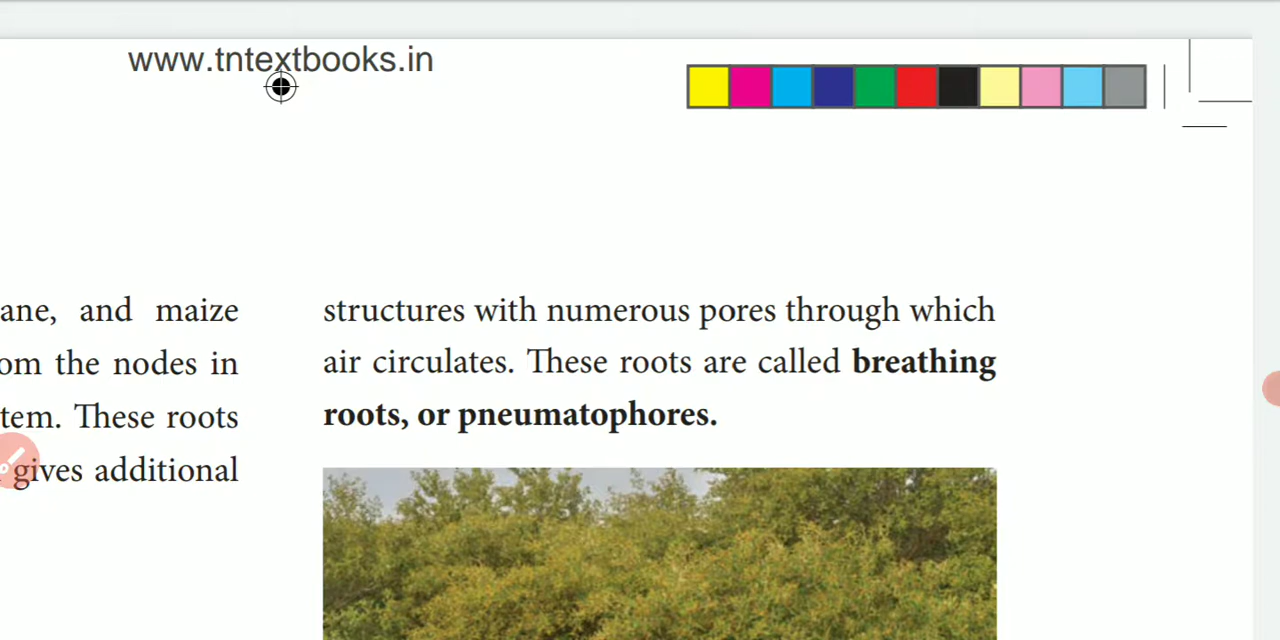 www.tntextbooks.in
ane, and maize
om the nodes in
tem. These roots
gives additional
structures with numerous pores through which
air circulates. These roots are called breathing
roots, or pneumatophores.